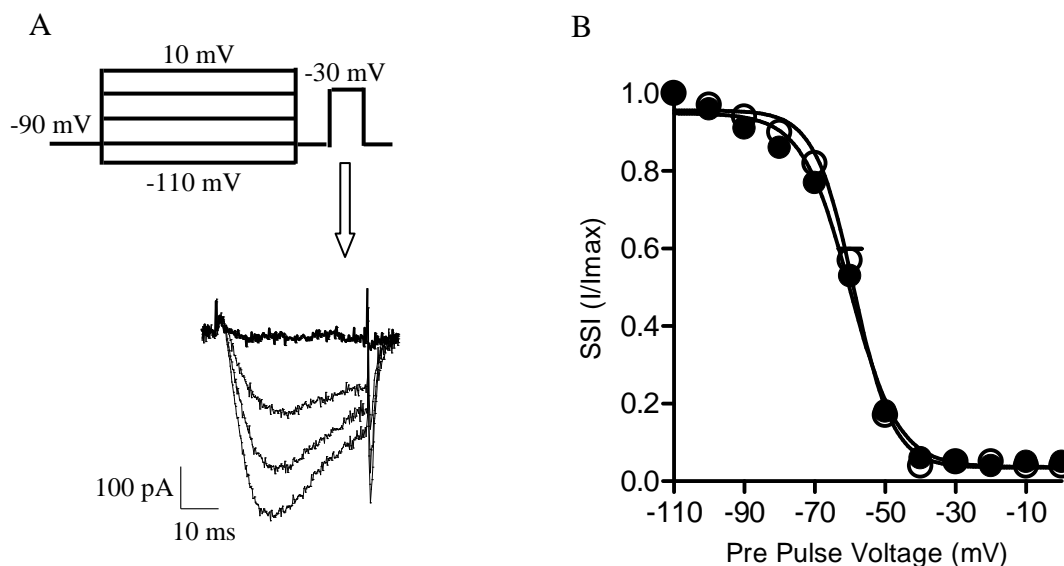 A
10 mV
-30 mV
-90 mV
-110 mV
100 pA
10 ms
B
SSI (I/Imax)
1.0
0.8
0.6
0.4
0.2
0.0
-110 -90 -70 -50 -30 -10
Pre Pulse Voltage (mV)